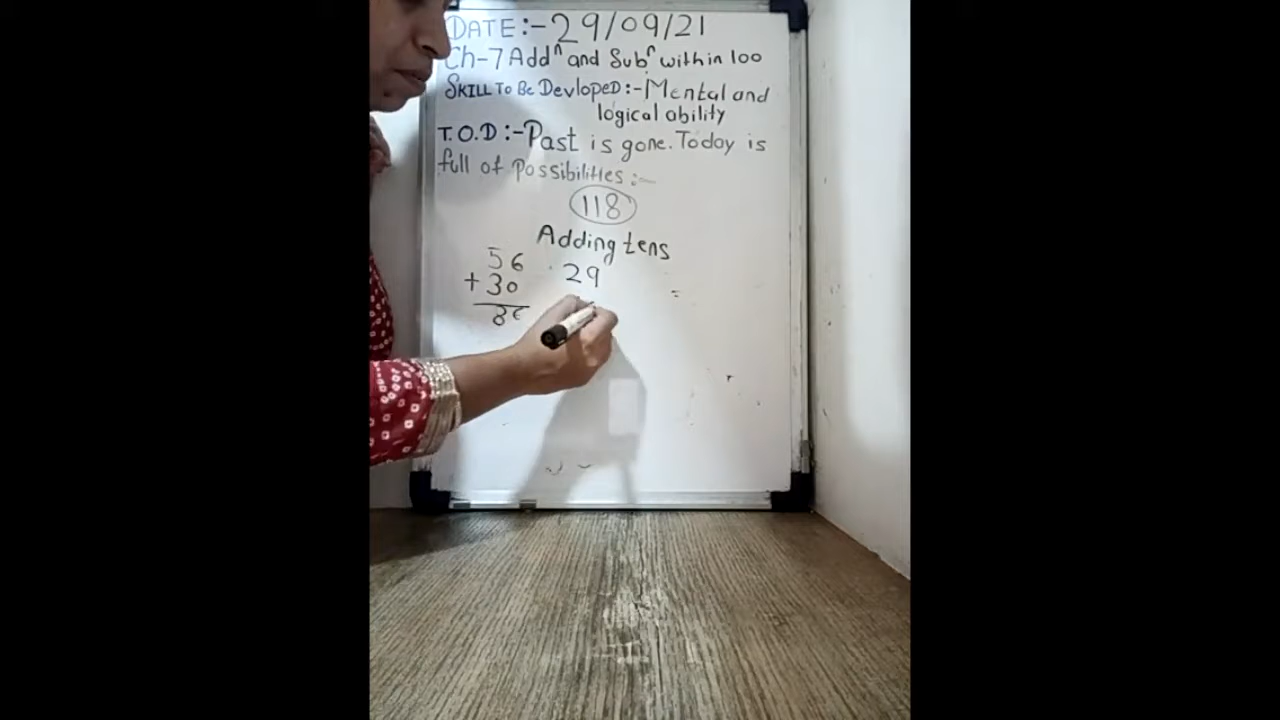 DATE:-29/09/21
Ch-7 Addⁿ and Subⁿ within 100
SKILL TO BE DevLoPeD:-Mental and
logical ability
T.O.D:-Past is gone. Today is
full of Possibilities:-
118
Adding tens
56
+30
86
29